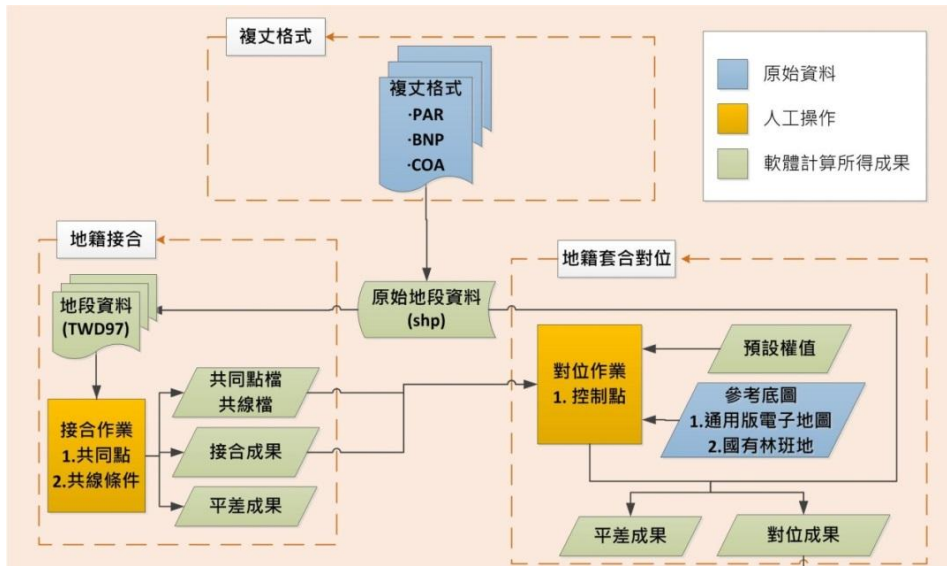 複丈格式
複丈格式
·PAR
·BNP
·COA
原始資料
人工操作
軟體計算所得成果
地籍接合
地段資料
(TWD97)
原始地段資料
(shp)
地籍套合對位
共同點檔
共線檔
接合作業
1.共同點
2.共線條件
接合成果
平差成果
對位作業
1. 控制點
預設權值
參考底圖
1.通用版電子地圖
2.國有林班地
平差成果
對位成果